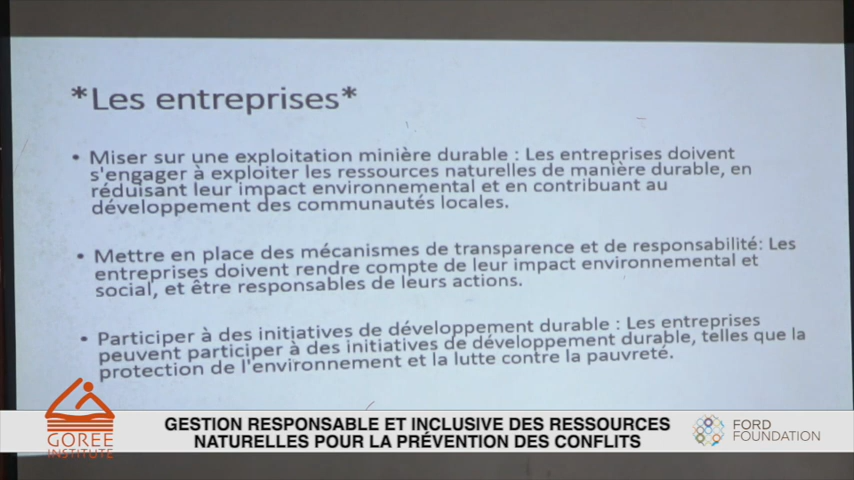 *Les entreprises*
• Miser sur une exploitation minière durable : Les entreprises doivent
s'engager à exploiter les ressources naturelles de manière durable, en
réduisant leur impact environnemental et en contribuant au
développement des communautés locales.
• Mettre en place des mécanismes de transparence et de responsabilité: Les
entreprises doivent rendre compte de leur impact environnemental et
social, et être responsables de leurs actions.
• Participer à des initiatives de développement durable : Les entreprises
peuvent participer à des initiatives de développement durable, telles que la
protection de l'environnement et la lutte contre la pauvreté.
GOREE
INSTITUTE
GESTION RESPONSABLE ET INCLUSIVE DES RESSOURCES
NATURELLES POUR LA PRÉVENTION DES CONFLITS
FORD
FOUNDATION